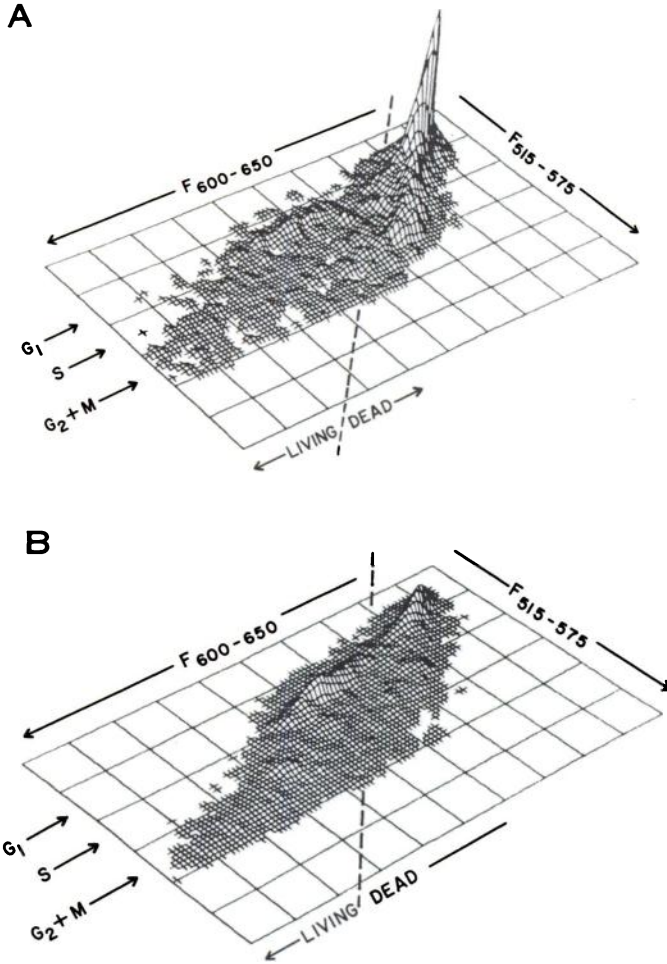 A
F600-650
F515-575
G1
S
G2+M
LIVING DEAD
B
F600-650
F515-575
G1
S
G2+M
LIVING DEAD